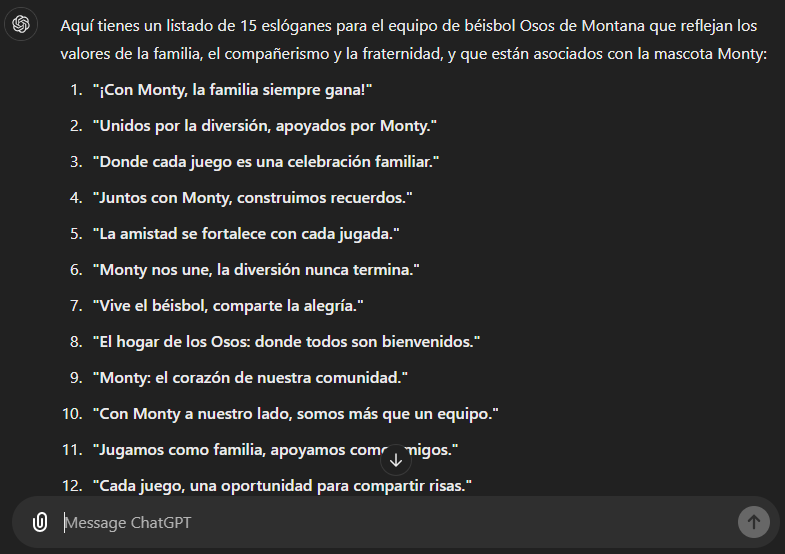 Aquí tienes un listado de 15 eslóganes para el equipo de béisbol Osos de Montana que reflejan los
valores de la familia, el compañerismo y la fraternidad, y que están asociados con la mascota Monty:
1. "¡Con Monty, la familia siempre gana!"
2. "Unidos por la diversión, apoyados por Monty."
3. "Donde cada juego es una celebración familiar."
4. "Juntos con Monty, construimos recuerdos."
5. "La amistad se fortalece con cada jugada."
6. "Monty nos une, la diversión nunca termina."
7. "Vive el béisbol, comparte la alegría."
8. "El hogar de los Osos: donde todos son bienvenidos."
9. "Monty: el corazón de nuestra comunidad."
10. "Con Monty a nuestro lado, somos más que un equipo."
11. "Jugamos como familia, apoyamos como amigos."
12. "Cada juego, una oportunidad para compartir risas."
Message ChatGPT